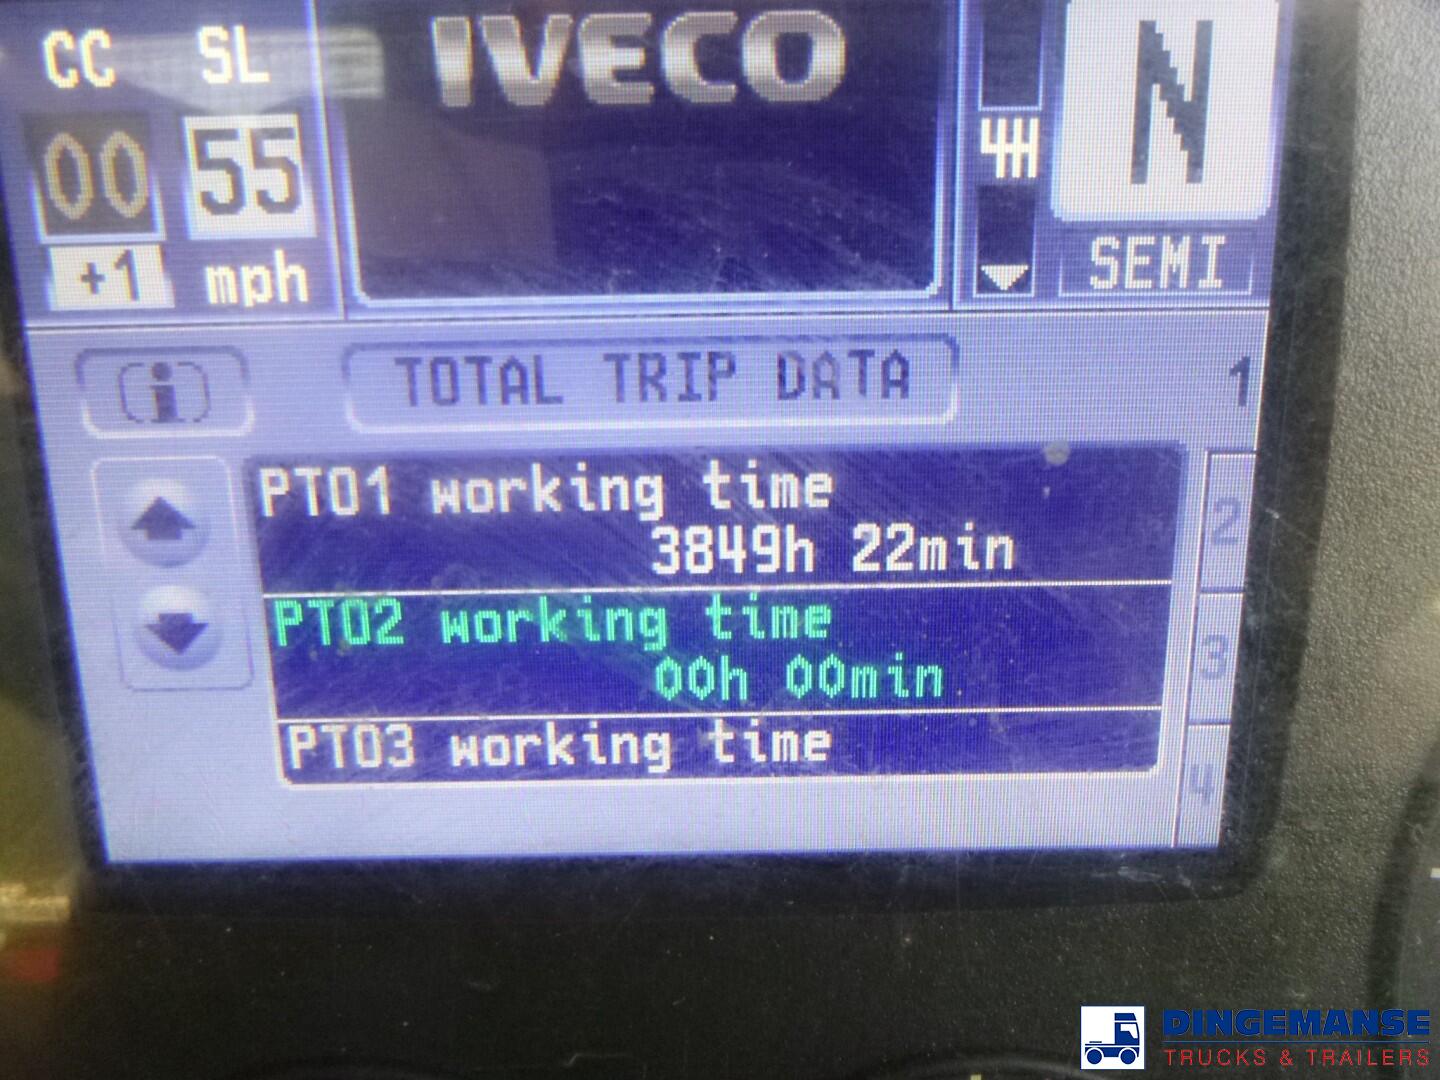 CC SL
IVECO
N
00 55
+1 mph
SEMI
i TOTAL TRIP DATA 1
PTO1 working time
3849h 22min
2
PTO2 working time
00h 00min
3
PTO3 working time
4
DINGEMANSE
TRUCKS & TRAILERS